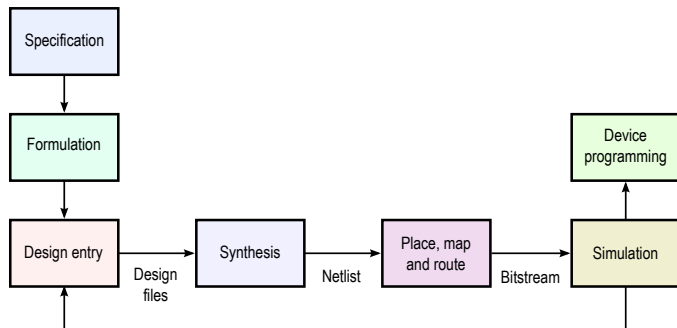 Specification
Formulation
Device
programming
Design entry
Design
files
Synthesis
Netlist
Place, map
and route
Bitstream
Simulation